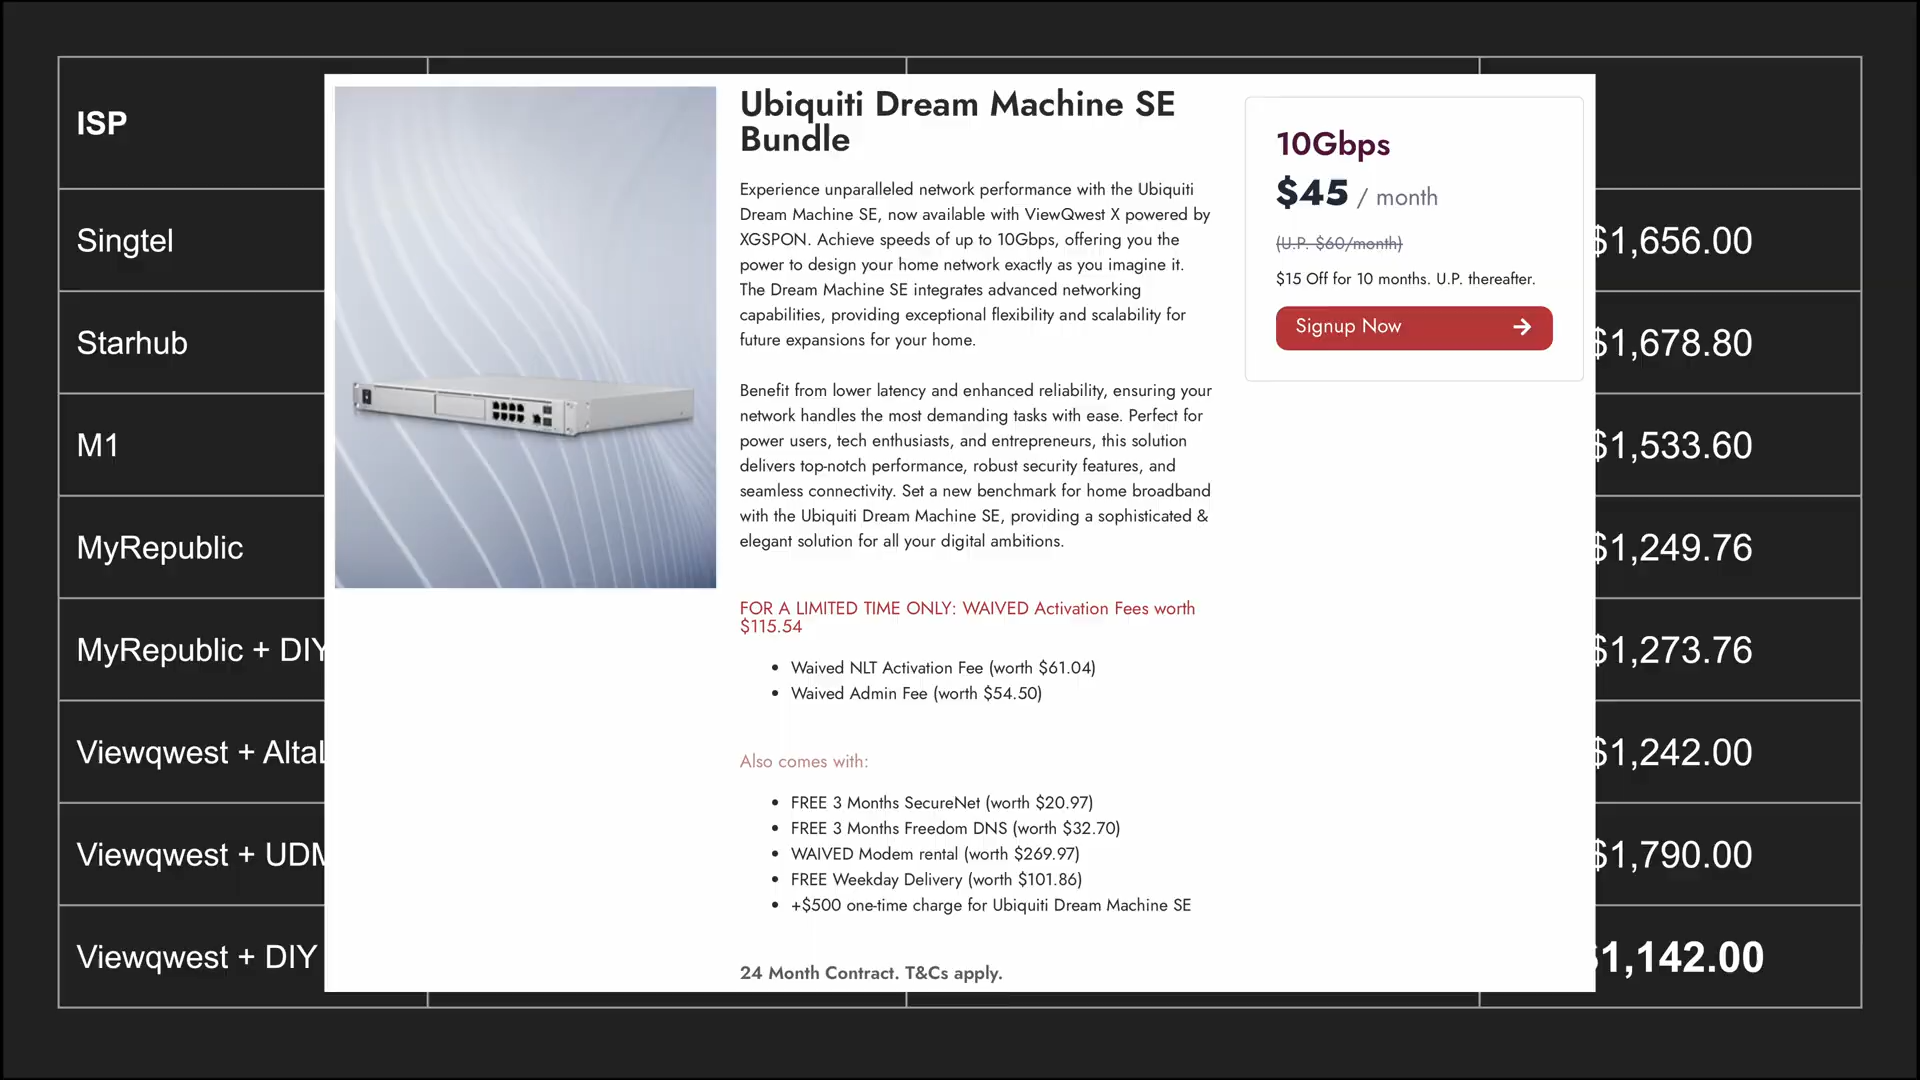 ISP
Singtel
$1,656.00
Starhub
$1,678.80
M1
$1,533.60
MyRepublic
$1,249.76
MyRepublic + DIY
$1,273.76
Viewqwest +
$1,242.00
Viewqwest +
$1,790.00
Viewqwest + DIY
$1,142.00
Ubiquiti Dream Machine SE
Bundle
Experience unparalleled network performance with the Ubiquiti
Dream Machine SE, now available with ViewQwest X powered by
XGSPON. Achieve speeds of up to 10Gbps, offering you the
power to design your home network exactly as you imagine it.
The Dream Machine SE integrates advanced networking
capabilities, providing exceptional flexibility and scalability for
future expansions for your home.
Benefit from lower latency and enhanced reliability, ensuring your
network handles the most demanding tasks with ease. Perfect for
power users, tech enthusiasts, and entrepreneurs, this solution
delivers top-notch performance, robust security features, and
seamless connectivity. Set a new benchmark for home broadband
with the Ubiquiti Dream Machine SE, providing a sophisticated &
elegant solution for all your digital ambitions.
FOR A LIMITED TIME ONLY: WAIVED Activation Fees worth
$115.54
• Waived NLT Activation Fee (worth $61.04)
• Waived Admin Fee (worth $54.50)
Also comes with:
• FREE 3 Months SecureNet (worth $20.97)
• FREE 3 Months Freedom DNS (worth $32.70)
• WAIVED Modem rental (worth $269.97)
• FREE Weekday Delivery (worth $101.86)
• +$500 one-time charge for Ubiquiti Dream Machine SE
24 Month Contract. T&Cs apply.
10Gbps
$45 / month
(U.P. $60/month)
$15 Off for 10 months. U.P. thereafter.
Signup Now →